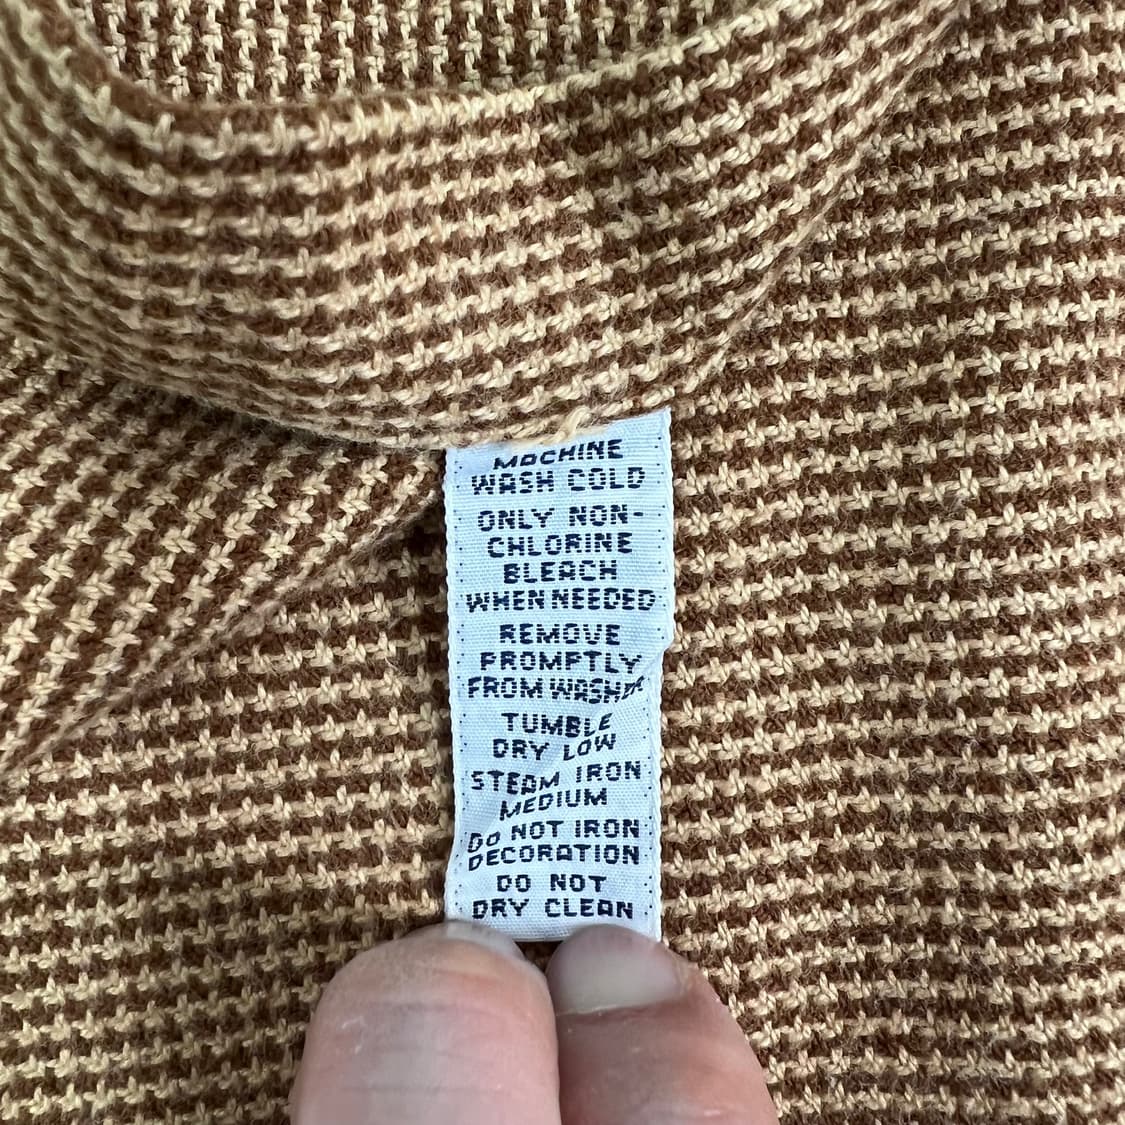 MACHINE
WASH COLD
ONLY NON-
CHLORINE
BLEACH
WHEN NEEDED
REMOVE
PROMPTLY
FROM WASHER
TUMBLE
DRY LOW
STEAM IRON
MEDIUM
DO NOT IRON
DECORATION
DO NOT
DRY CLEAN